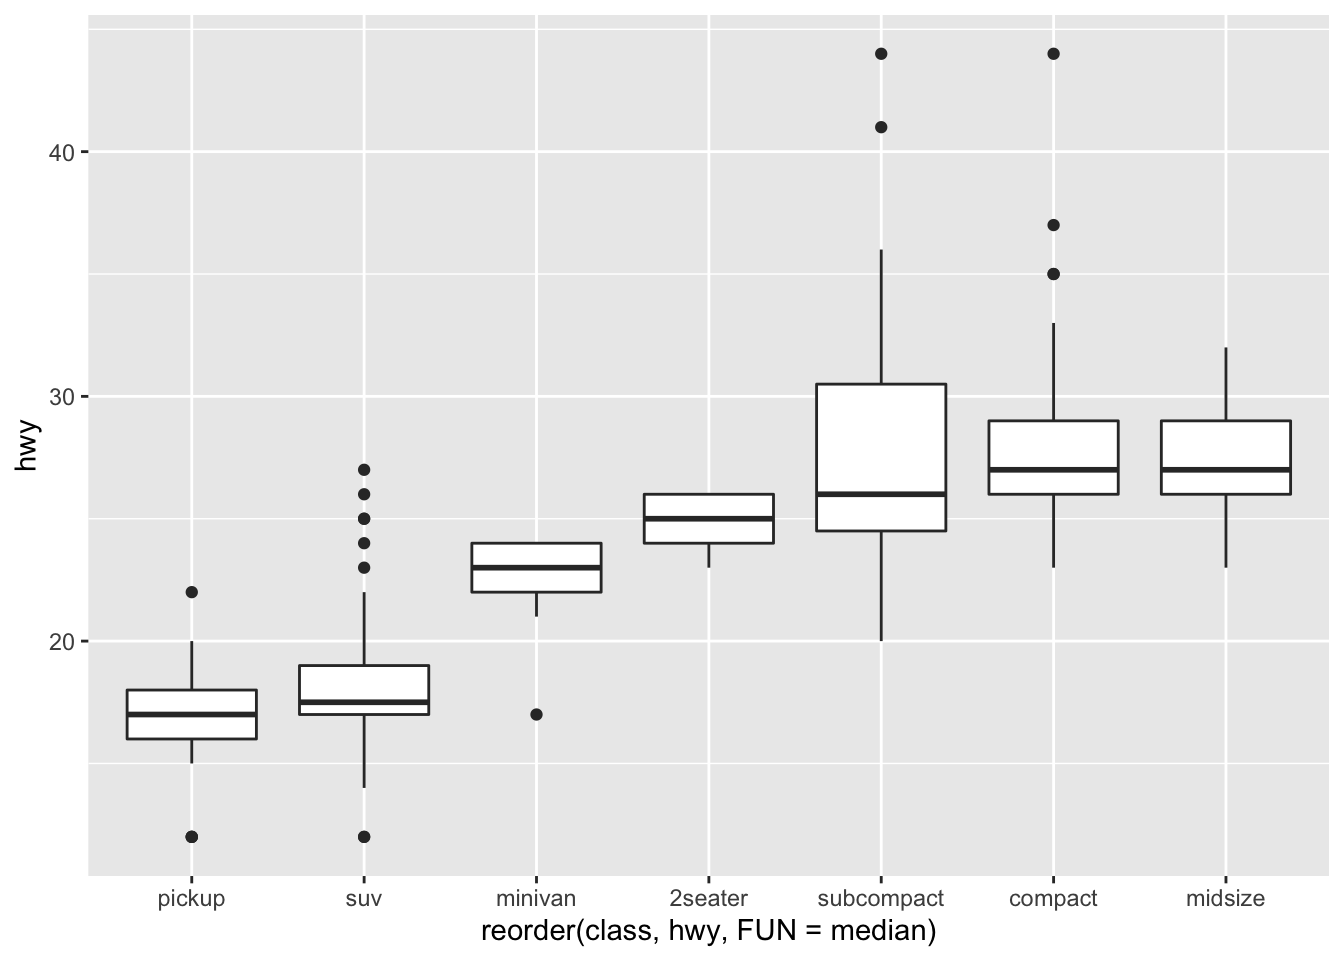 hwy
40
30
20
pickup suv minivan 2seater subcompact compact midsize
reorder(class, hwy, FUN = median)